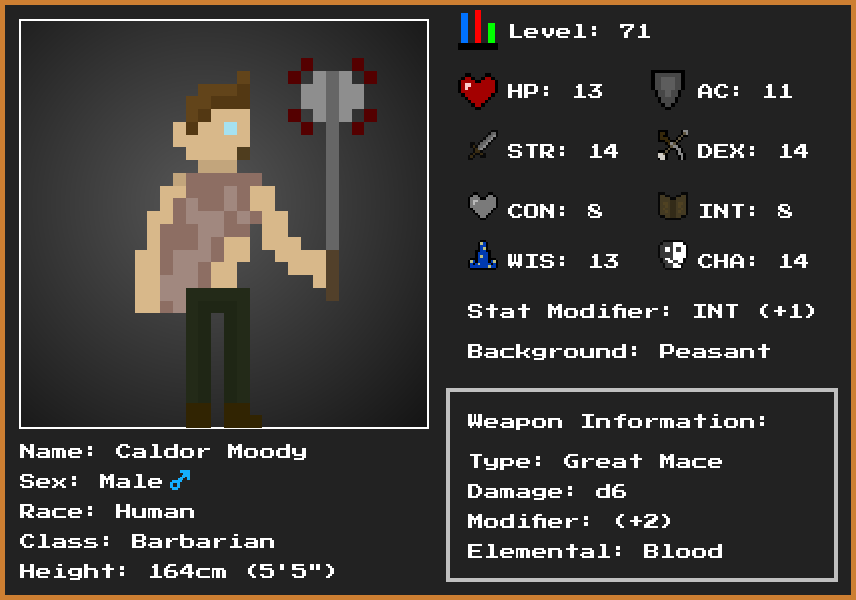 Level: 71
HP: 13 AC: 11
STR: 14 DEX: 14
CON: 8 INT: 8
WIS: 13 CHA: 14
Stat Modifier: INT (+1)
Background: Peasant
Weapon Information:
Type: Great Mace
Damage: d6
Modifier: (+2)
Elemental: Blood
Name: Caldor Moody
Sex: Male♂
Race: Human
Class: Barbarian
Height: 164cm (5'5")